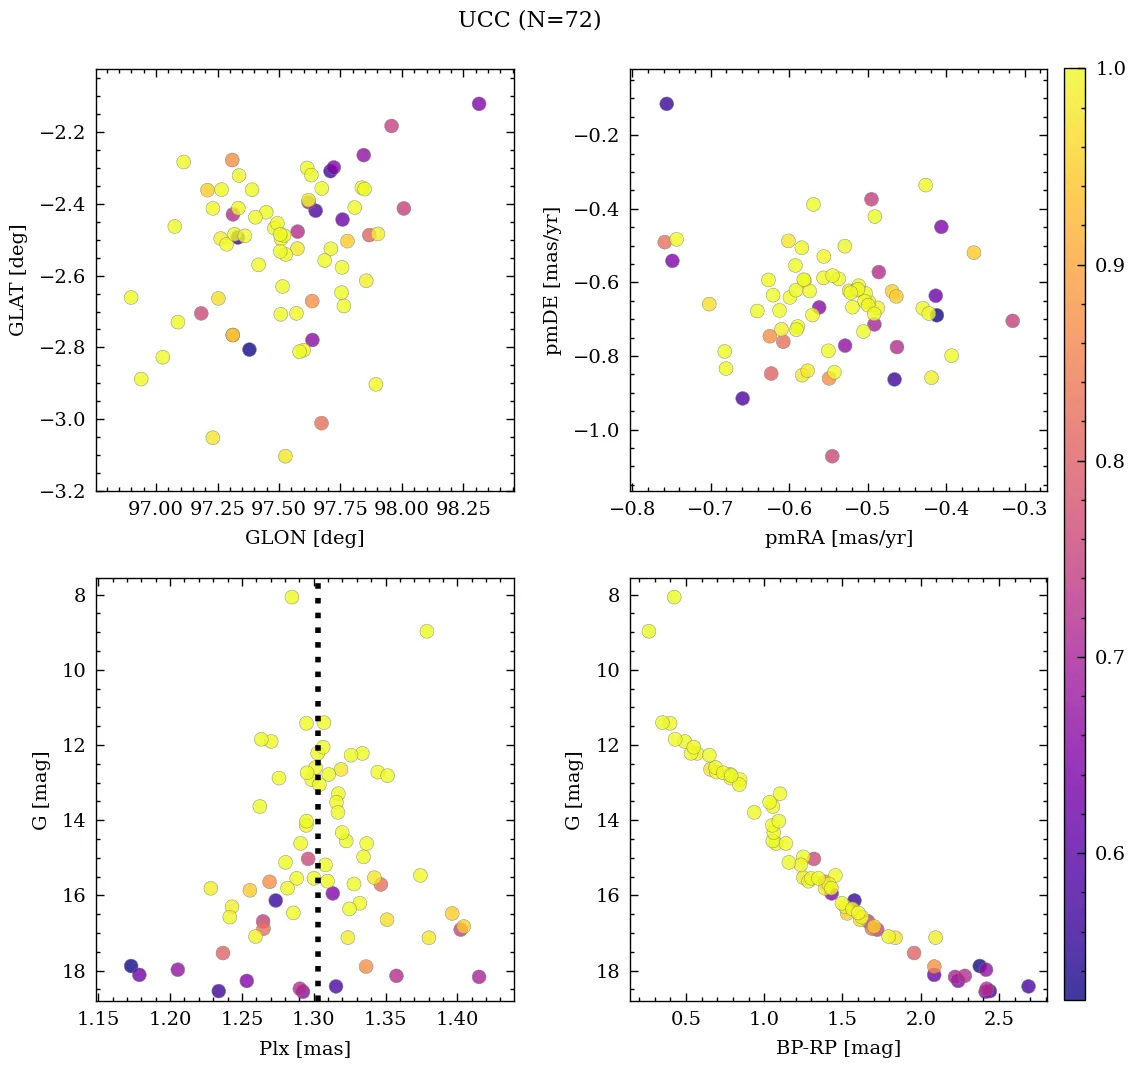 UCC (N=72)
−2.2
−2.4
−2.6
−2.8
−3.0
−3.2
GLAT [deg]
97.00 97.25 97.50 97.75 98.00 98.25
GLON [deg]
−0.2
−0.4
−0.6
−0.8
−1.0
pmDE [mas/yr]
−0.8 −0.7 −0.6 −0.5 −0.4 −0.3
pmRA [mas/yr]
1.0
0.9
0.8
0.7
0.6
8
10
12
14
16
18
G [mag]
1.15 1.20 1.25 1.30 1.35 1.40
Plx [mas]
8
10
12
14
16
18
G [mag]
0.5 1.0 1.5 2.0 2.5
BP-RP [mag]